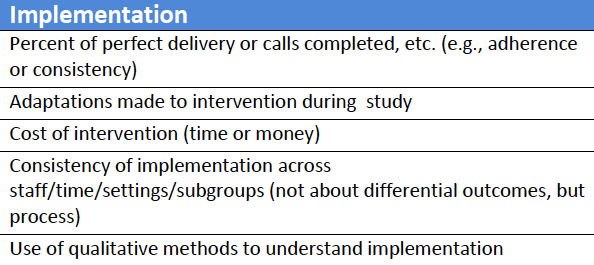 Implementation
Percent of perfect delivery or calls completed, etc. (e.g., adherence
or consistency)
Adaptations made to intervention during  study
Cost of intervention (time or money)
Consistency of implementation across
staff/time/settings/subgroups (not about differential outcomes, but
process)
Use of qualitative methods to understand implementation